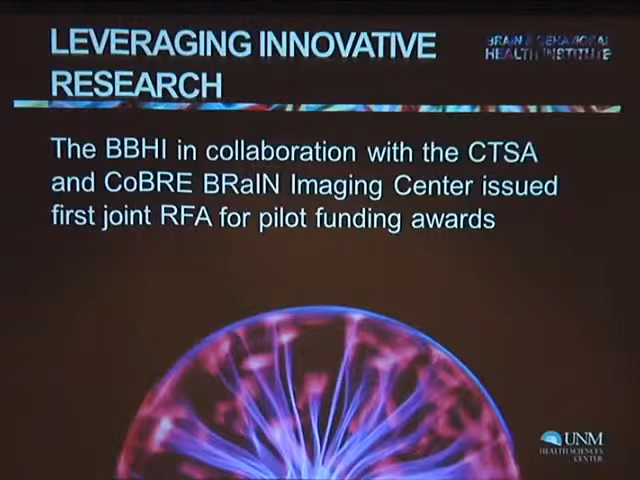 LEVERAGING INNOVATIVE
RESEARCH
BRAIN & BEHAVIORAL
HEALTH INSTITUTE
The BBHI in collaboration with the CTSA
and CoBRE BRaIN Imaging Center issued
first joint RFA for pilot funding awards
UNM
HEALTH SCIENCES
CENTER